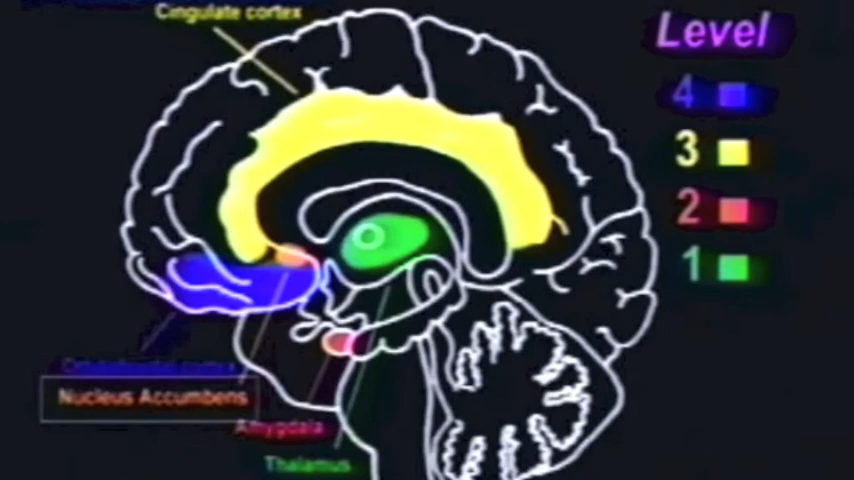 Cingulate cortex
Level
4
3
2
1
Nucleus Accumbens
Amygdala
Thalamus